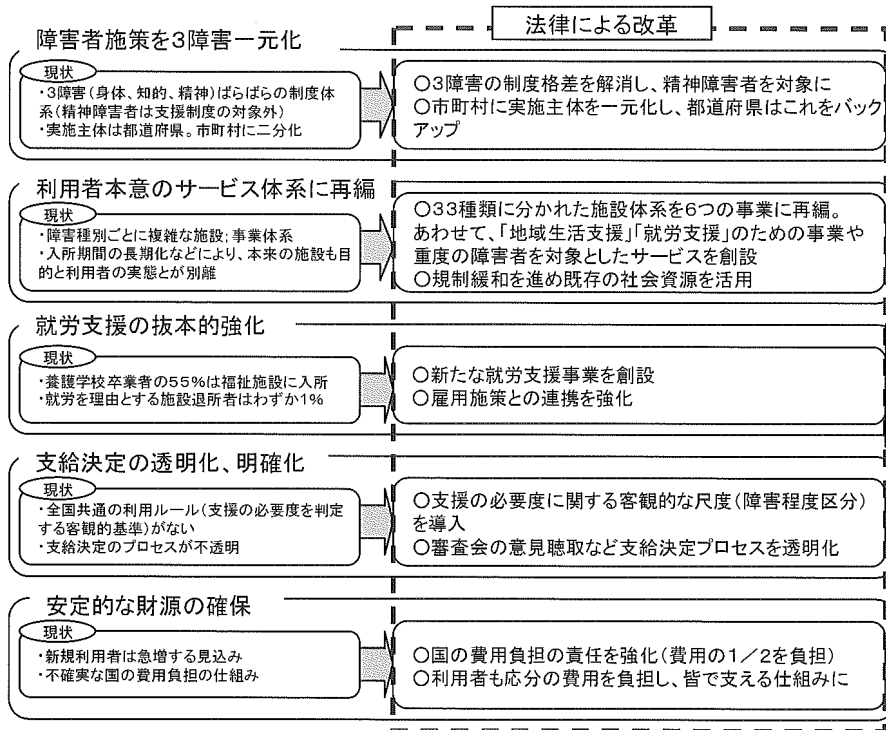 法律による改革
障害者施策を3障害一元化
現状
・3障害(身体、知的、精神)ばらばらの制度体
系(精神障害者は支援制度の対象外)
・実施主体は都道府県。市町村に二分化
○3障害の制度格差を解消し、精神障害者を対象に
○市町村に実施主体を一元化し、都道府県はこれをバック
アップ
利用者本意のサービス体系に再編
現状
・障害種別ごとに複雑な施設;事業体系
・入所期間の長期化などにより、本来の施設も目
的と利用者の実態とが別離
○33種類に分かれた施設体系を6つの事業に再編。
あわせて、「地域生活支援」「就労支援」のための事業や
重度の障害者を対象としたサービスを創設
○規制緩和を進め既存の社会資源を活用
就労支援の抜本的強化
現状
・養護学校卒業者の55%は福祉施設に入所
・就労を理由とする施設退所者はわずか1%
○新たな就労支援事業を創設
○雇用施策との連携を強化
支給決定の透明化、明確化
現状
・全国共通の利用ルール(支援の必要度を判定
する客観的基準)がない
・支給決定のプロセスが不透明
○支援の必要度に関する客観的な尺度(障害程度区分)
を導入
○審査会の意見聴取など支給決定プロセスを透明化
安定的な財源の確保
現状
・新規利用者は急増する見込み
・不確実な国の費用負担の仕組み
○国の費用負担の責任を強化(費用の1/2を負担)
○利用者も応分の費用を負担し、皆で支える仕組みに